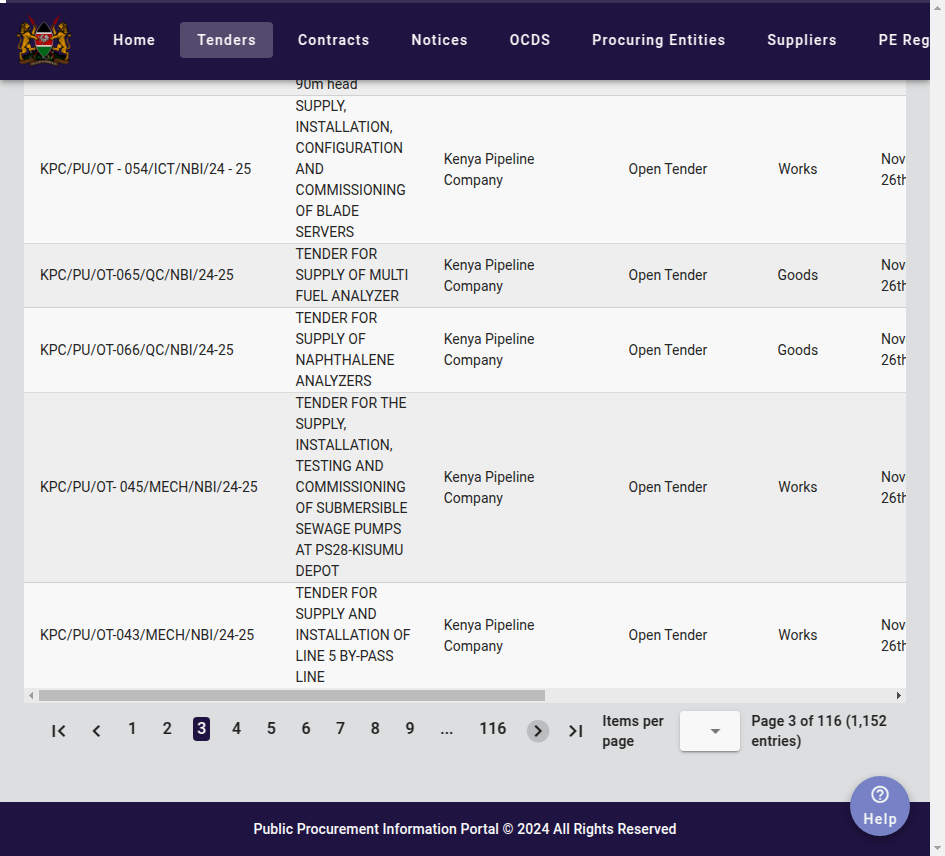 Home Tenders Contracts Notices OCDS Procuring Entities Suppliers PE Reg
90m head
SUPPLY,
INSTALLATION,
CONFIGURATION
AND
COMMISSIONING
OF BLADE
SERVERS
KPC/PU/OT - 054/ICT/NBI/24 - 25
Kenya Pipeline
Company
Open Tender
Works
Nov
26th
KPC/PU/OT-065/QC/NBI/24-25
TENDER FOR
SUPPLY OF MULTI
FUEL ANALYZER
Kenya Pipeline
Company
Open Tender
Goods
Nov
26th
KPC/PU/OT-066/QC/NBI/24-25
TENDER FOR
SUPPLY OF
NAPHTHALENE
ANALYZERS
Kenya Pipeline
Company
Open Tender
Goods
Nov
26th
KPC/PU/OT- 045/MECH/NBI/24-25
TENDER FOR THE
SUPPLY,
INSTALLATION,
TESTING AND
COMMISSIONING
OF SUBMERSIBLE
SEWAGE PUMPS
AT PS28-KISUMU
DEPOT
Kenya Pipeline
Company
Open Tender
Works
Nov
26th
KPC/PU/OT-043/MECH/NBI/24-25
TENDER FOR
SUPPLY AND
INSTALLATION OF
LINE 5 BY-PASS
LINE
Kenya Pipeline
Company
Open Tender
Works
Nov
26th
1 2 3 4 5 6 7 8 9 ... 116
Items per
page
Page 3 of 116 (1,152
entries)
Help
Public Procurement Information Portal © 2024 All Rights Reserved